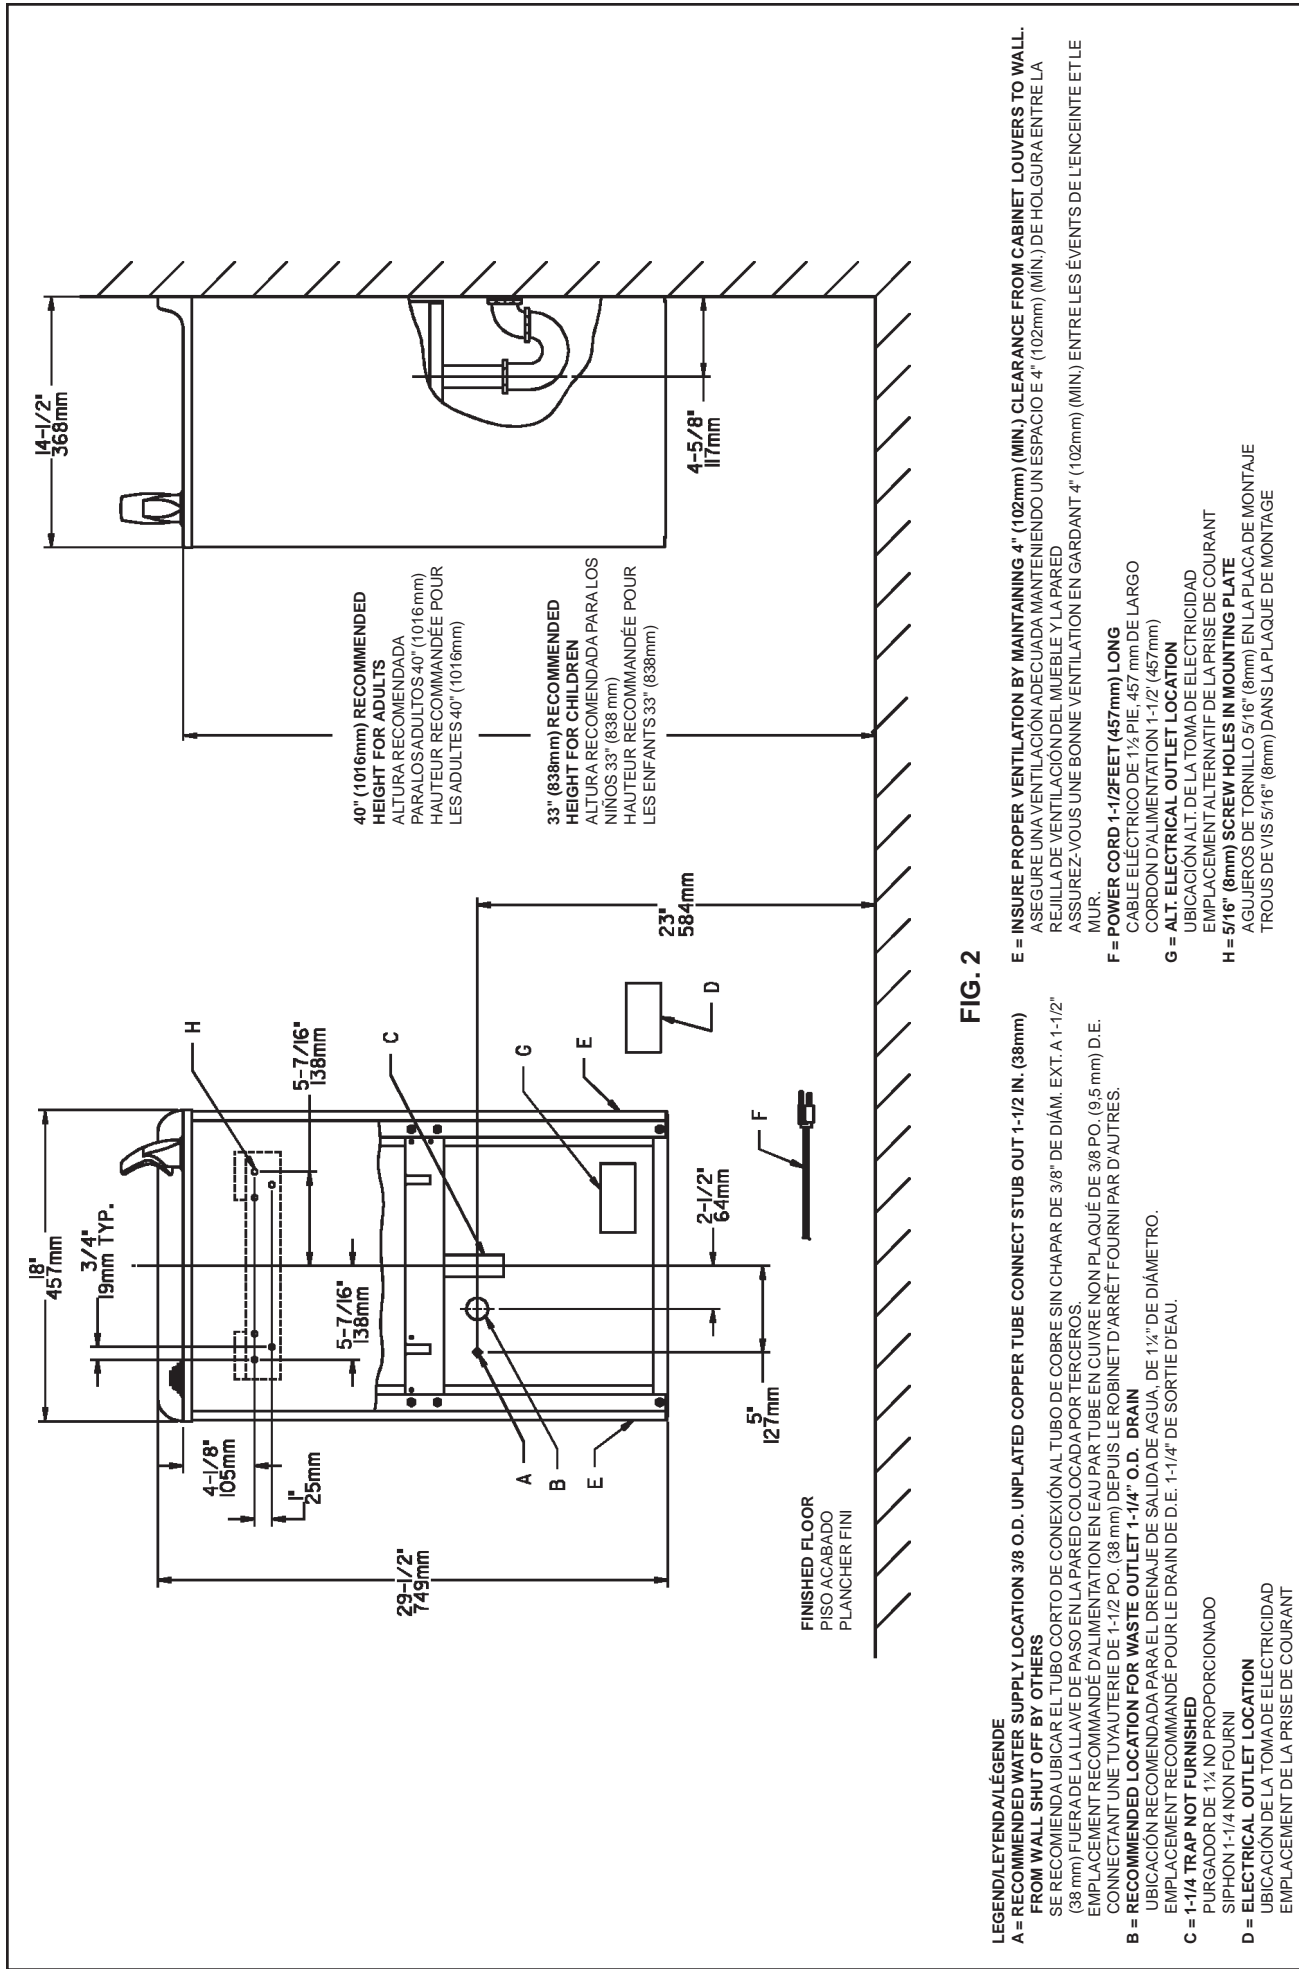 18"
457mm
3/4"
19mm TYP.
H
5-7/16"
138mm
4-1/8"
105mm
1"
25mm
5-7/16"
138mm
C
29-1/2"
749mm
G
E
D
A
B
E
2-1/2"
64mm
5"
127mm
F
23"
584mm
14-1/2"
368mm
40" (1016mm) RECOMMENDED
HEIGHT FOR ADULTS
ALTURA RECOMENDADA
PARALOS ADULTOS 40" (1016 mm)
HAUTEUR RECOMMANDÉE POUR
LES ADULTES 40" (1016mm)
33" (838mm) RECOMMENDED
HEIGHT FOR CHILDREN
ALTURA RECOMENDADA PARA LOS
NIÑOS 33" (838 mm)
HAUTEUR RECOMMANDÉE POUR
LES ENFANTS 33" (838mm)
4-5/8"
117mm
FINISHED FLOOR
PISO ACABADO
PLANCHER FINI
FIG. 2
LEGEND/LEYENDA/LÉGENDE
A = RECOMMENDED WATER SUPPLY LOCATION 3/8 O.D. UNPLATED COPPER TUBE CONNECT STUB OUT 1-1/2 IN. (38mm)
FROM WALL SHUT OFF BY OTHERS
SE RECOMIENDA UBICAR EL TUBO CORTO DE CONEXIÓN AL TUBO DE COBRE SIN CHAPAR DE 3/8" DE DIÁM. EXT. A 1-1/2"
(38 mm) FUERA DE LA LLAVE DE PASO EN LA PARED COLOCADA POR TERCEROS.
EMPLACEMENT RECOMMANDÉ D'ALIMENTATION EN EAU PAR TUBE EN CUIVRE NON PLAQUÉ DE 3/8 PO. (9,5 mm) D.E.
CONNECTANT UNE TUYAUTERIE DE 1-1/2 PO. (38 mm) DEPUIS LE ROBINET D'ARRÊT FOURNI PAR D'AUTRES.
B = RECOMMENDED LOCATION FOR WASTE OUTLET 1-1/4" O.D. DRAIN
UBICACIÓN RECOMENDADA PARA EL DRENAJE DE SALIDA DE AGUA, DE 1¼" DE DIÁMETRO.
EMPLACEMENT RECOMMANDÉ POUR LE DRAIN DE D.E. 1-1/4" DE SORTIE D'EAU.
C = 1-1/4 TRAP NOT FURNISHED
PURGADOR DE 1¼ NO PROPORCIONADO
SIPHON 1-1/4 NON FOURNI
D = ELECTRICAL OUTLET LOCATION
UBICACIÓN DE LA TOMA DE ELECTRICIDAD
EMPLACEMENT DE LA PRISE DE COURANT
E = INSURE PROPER VENTILATION BY MAINTAINING 4" (102mm) (MIN.) CLEARANCE FROM CABINET LOUVERS TO WALL.
ASEGURE UNA VENTILACIÓN ADECUADA MANTENIENDO UN ESPACIO E 4" (102mm) (MÍN.) DE HOLGURA ENTRE LA
REJILLA DE VENTILACIÓN DEL MUEBLE Y LA PARED
ASSUREZ-VOUS UNE BONNE VENTILATION EN GARDANT 4" (102mm) (MIN.) ENTRE LES ÉVENTS DE L'ENCEINTE ET LE
MUR.
F = POWER CORD 1-1/2 FEET (457mm) LONG
CABLE ELÉCTRICO DE 1½ PIE, 457 mm DE LARGO
CORDON D'ALIMENTATION 1-1/2' (457mm)
G = ALT. ELECTRICAL OUTLET LOCATION
UBICACIÓN ALT. DE LA TOMA DE ELECTRICIDAD
EMPLACEMENT ALTERNATIF DE LA PRISE DE COURANT
H = 5/16" (8mm) SCREW HOLES IN MOUNTING PLATE
AGUJEROS DE TORNILLO 5/16" (8mm) EN LA PLACA DE MONTAJE
TROUS DE VIS 5/16" (8mm) DANS LA PLAQUE DE MONTAGE